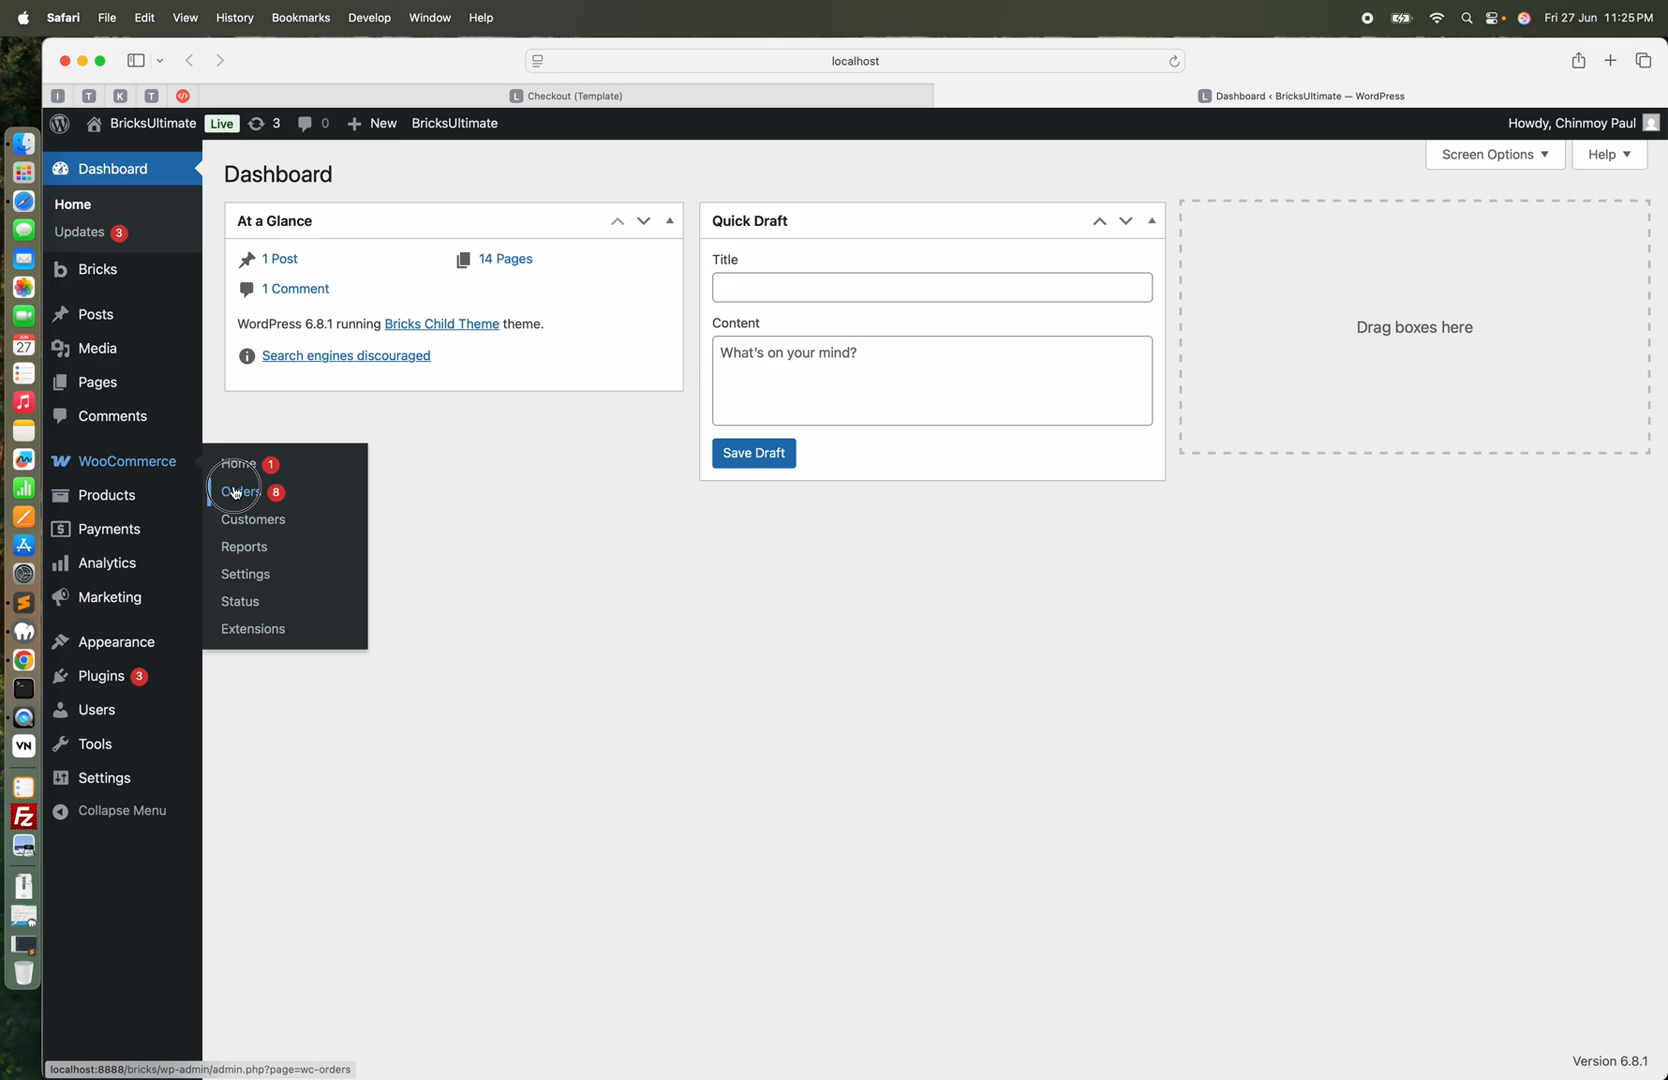 Safari File Edit View History Bookmarks Develop Window Help Fri 27 Jun 11:25 PM
localhost
I T K T Checkout (Template) Dashboard < BricksUltimate — WordPress
BricksUltimate Live 3 0 New BricksUltimate Howdy, Chinmoy Paul
Screen Options Help
Dashboard
Home
Updates 3
Bricks
Posts
Media
Pages
Comments
WooCommerce
Products
Payments
Analytics
Marketing
Appearance
Plugins 3
Users
Tools
Settings
Collapse Menu
Home 1
Orders 8
Customers
Reports
Settings
Status
Extensions
Dashboard
At a Glance
1 Post 14 Pages
1 Comment
WordPress 6.8.1 running Bricks Child Theme theme.
Search engines discouraged
Quick Draft
Title
Content
What's on your mind?
Save Draft
Drag boxes here
27
VN
Fz
localhost:8888/bricks/wp-admin/admin.php?page=wc-orders
Version 6.8.1